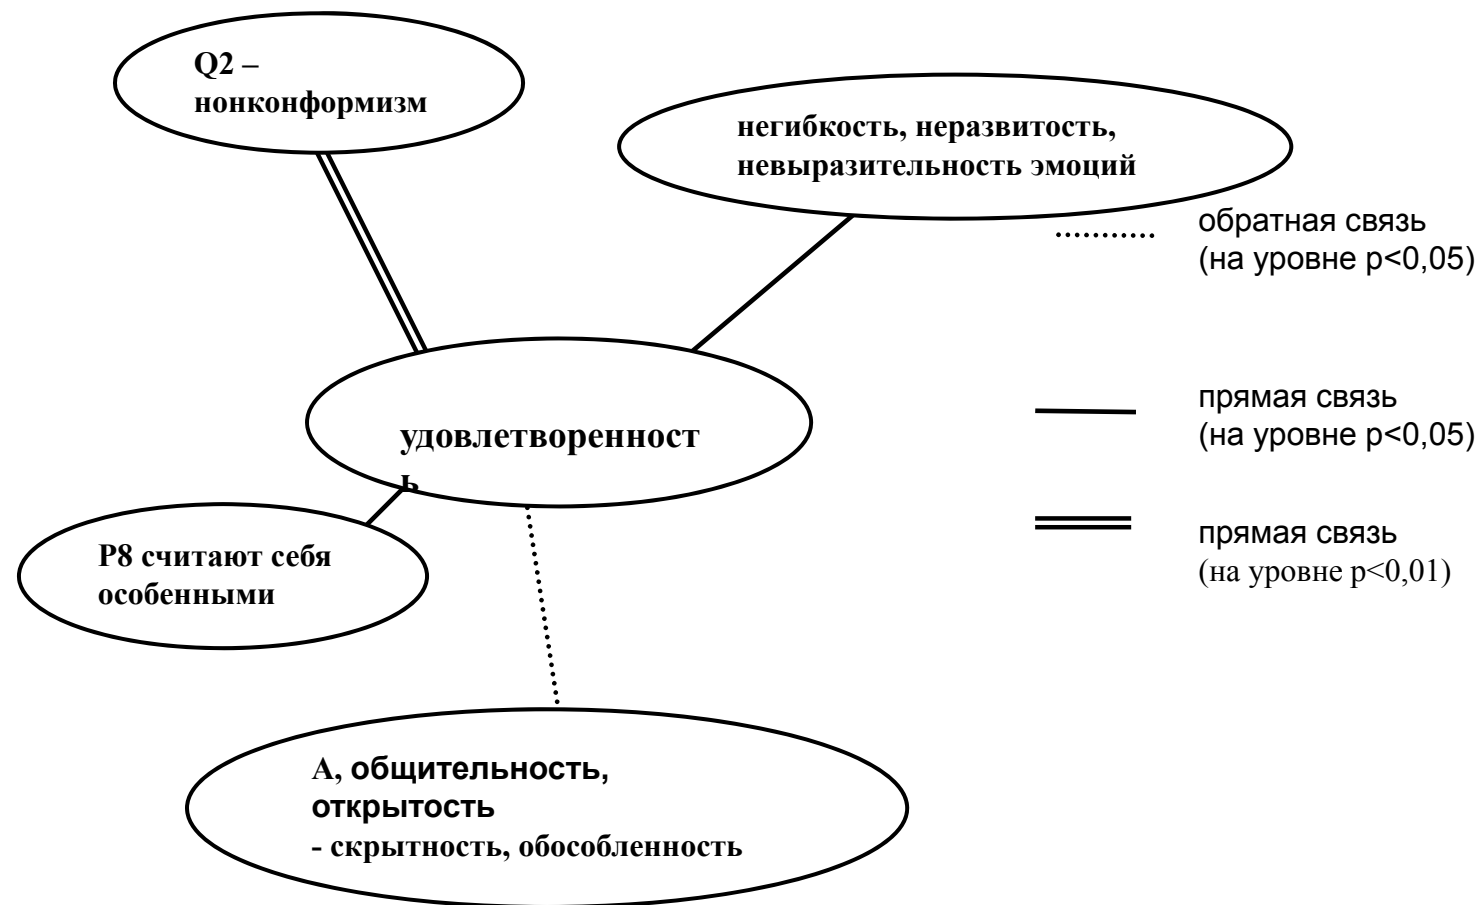 Q2 –
нонконформизм
негибкость, неразвитость,
невыразительность эмоций
обратная связь
(на уровне p<0,05)
прямая связь
(на уровне p<0,05)
удовлетворенност
ь
прямая связь
(на уровне p<0,01)
P8 считают себя
особенными
А, общительность,
открытость
- скрытность, обособленность